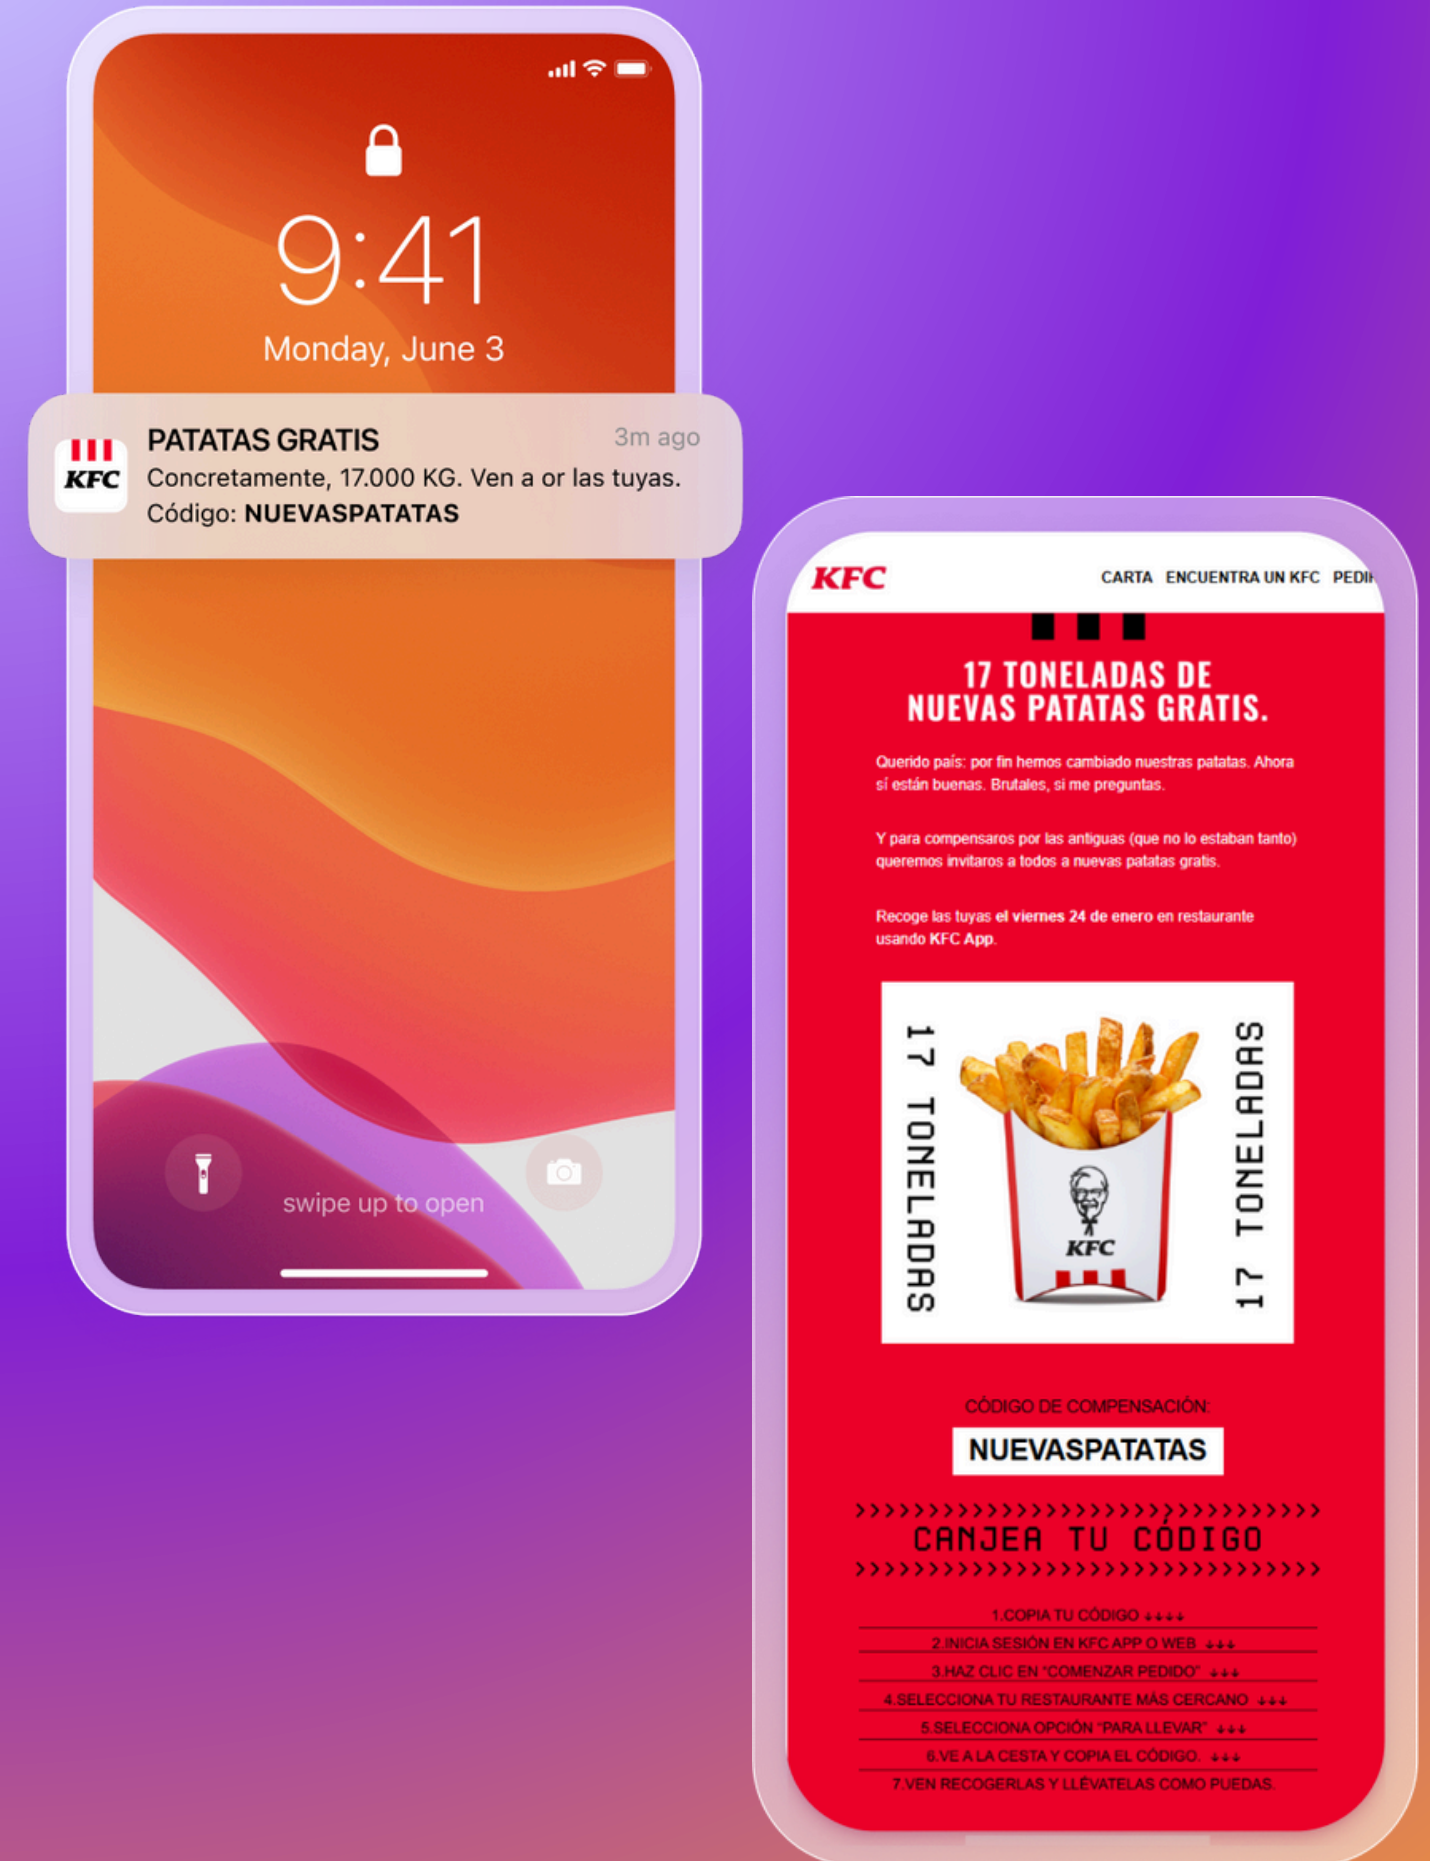 9:41
Monday, June 3
KFC
PATATAS GRATIS
3m ago
Concretamente, 17.000 KG. Ven a or las tuyas.
Código: NUEVASPATATAS
swipe up to open
KFC
CARTA ENCUENTRA UN KFC PEDIR
17 TONELADAS DE
NUEVAS PATATAS GRATIS.
Querido país: por fin hemos cambiado nuestras patatas. Ahora
sí están buenas. Brutales, si me preguntas.
Y para compensaros por las antiguas (que no lo estaban tanto)
queremos invitaros a todos a nuevas patatas gratis.
Recoge las tuyas el viernes 24 de enero en restaurante
usando KFC App.
17 TONELADAS
KFC
17 TONELADAS
CÓDIGO DE COMPENSACIÓN:
NUEVASPATATAS
>>>>>>>>>>>>>>>>>>>>>>>>>>>>>>>>
CANJEA TU CÓDIGO
>>>>>>>>>>>>>>>>>>>>>>>>>>>>>>>>
1.COPIA TU CÓDIGO ↓↓↓↓
2.INICIA SESIÓN EN KFC APP O WEB ↓↓↓
3.HAZ CLIC EN "COMENZAR PEDIDO" ↓↓↓
4.SELECCIONA TU RESTAURANTE MÁS CERCANO ↓↓↓
5.SELECCIONA OPCIÓN "PARA LLEVAR" ↓↓↓
6.VE A LA CESTA Y COPIA EL CÓDIGO. ↓↓↓
7.VEN RECOGERLAS Y LLÉVATELAS COMO PUEDAS.